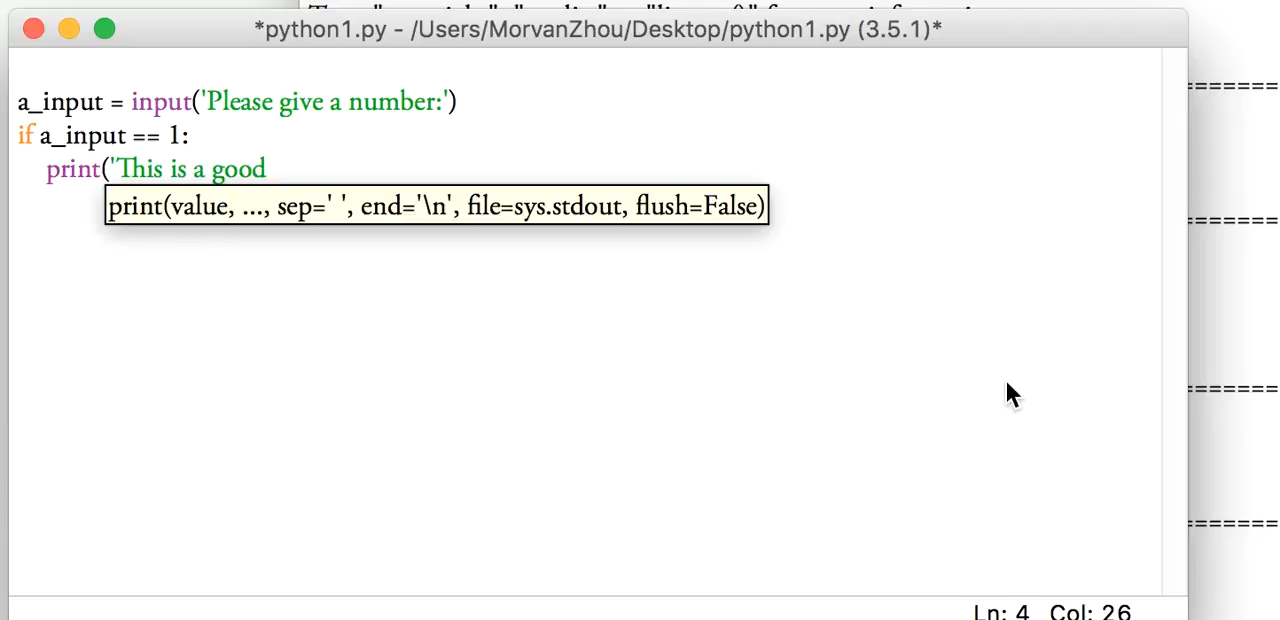 *python1.py - /Users/MorvanZhou/Desktop/python1.py (3.5.1)*
a_input = input('Please give a number:')
if a_input == 1:
    print('This is a good
print(value, ..., sep=' ', end='\n', file=sys.stdout, flush=False)
=======
=======
=======
=======
Ln: 4 Col: 26